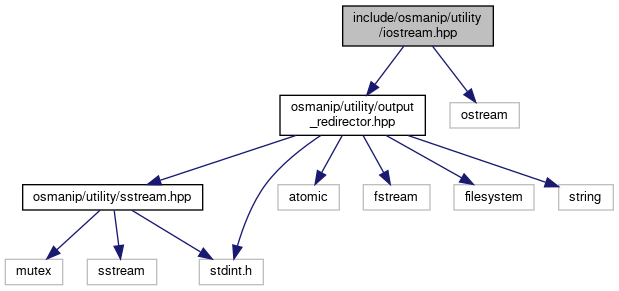 include/osmanip/utility
/iostream.hpp
osmanip/utility/output
_redirector.hpp
ostream
osmanip/utility/sstream.hpp
atomic
fstream
filesystem
string
mutex
sstream
stdint.h